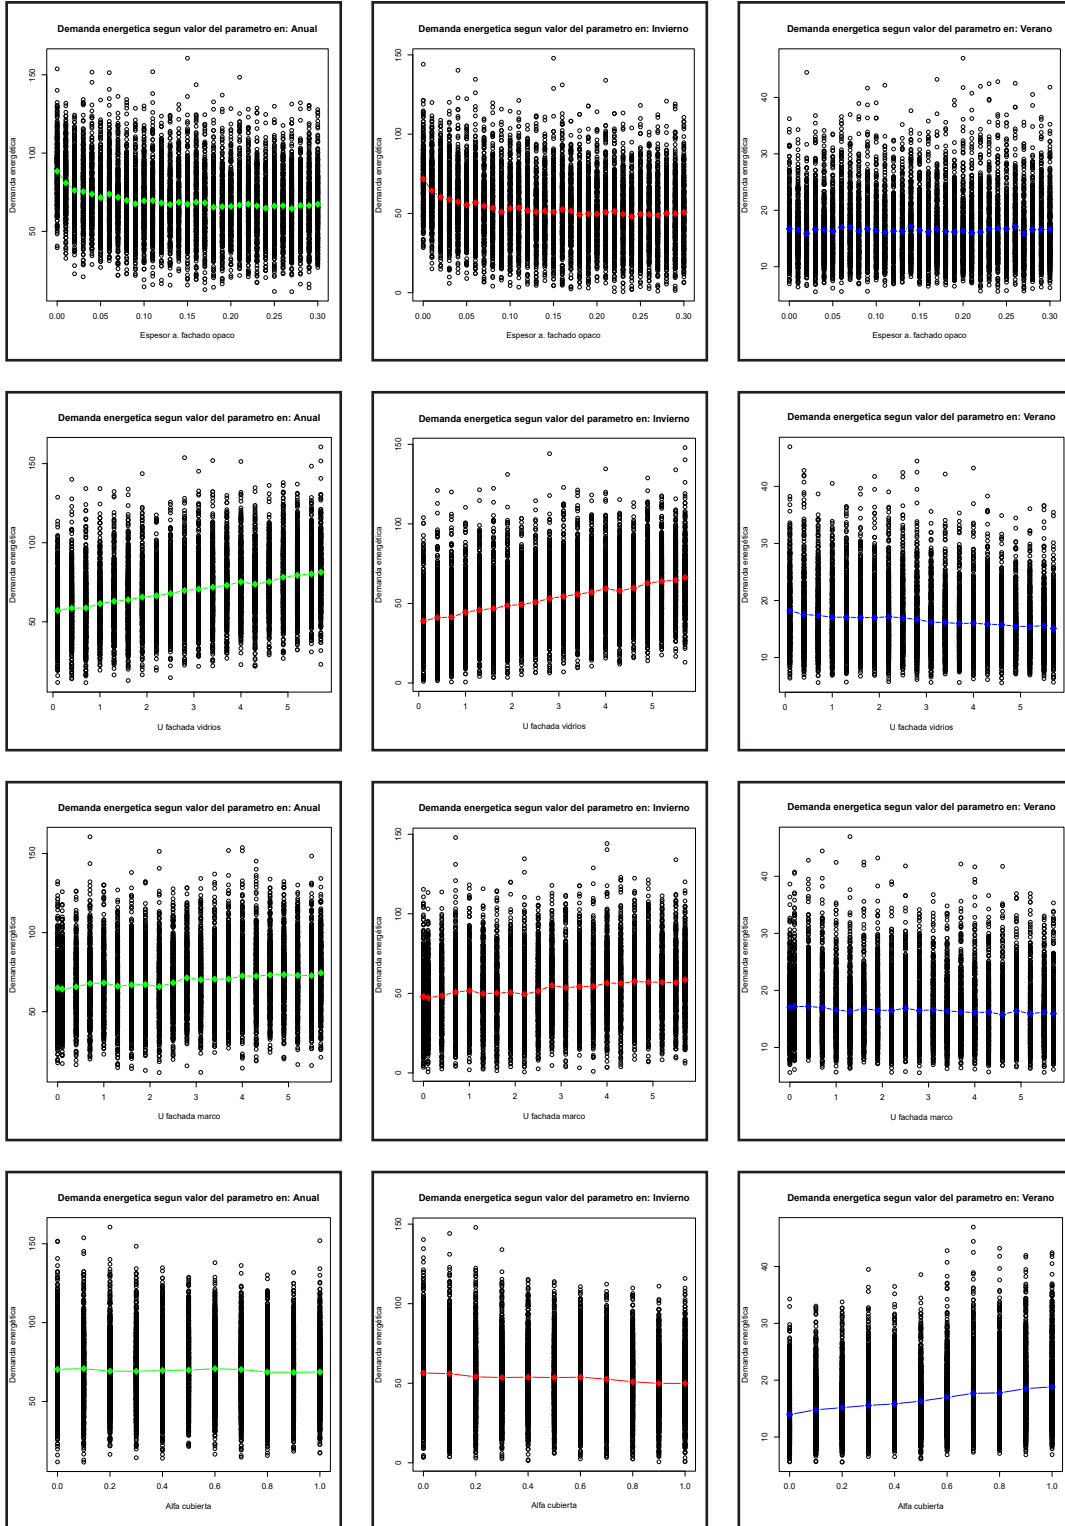 Demanda energetica segun valor del parametro en: Anual
Demanda energética
50 100 150
0.00 0.05 0.10 0.15 0.20 0.25 0.30
Espesor a. fachado opaco
Demanda energetica segun valor del parametro en: Invierno
Demanda energética
0 50 100 150
0.00 0.05 0.10 0.15 0.20 0.25 0.30
Espesor a. fachado opaco
Demanda energetica segun valor del parametro en: Verano
Demanda energética
10 20 30 40
0.00 0.05 0.10 0.15 0.20 0.25 0.30
Espesor a. fachado opaco
Demanda energetica segun valor del parametro en: Anual
Demanda energética
50 100 150
0 1 2 3 4 5
U fachada vidrios
Demanda energetica segun valor del parametro en: Invierno
Demanda energética
0 50 100 150
0 1 2 3 4 5
U fachada vidrios
Demanda energetica segun valor del parametro en: Verano
Demanda energética
10 20 30 40
0 1 2 3 4 5
U fachada vidrios
Demanda energetica segun valor del parametro en: Anual
Demanda energética
50 100 150
0 1 2 3 4 5
U fachada marco
Demanda energetica segun valor del parametro en: Invierno
Demanda energética
0 50 100 150
0 1 2 3 4 5
U fachada marco
Demanda energetica segun valor del parametro en: Verano
Demanda energética
10 20 30 40
0 1 2 3 4 5
U fachada marco
Demanda energetica segun valor del parametro en: Anual
Demanda energética
50 100 150
0.0 0.2 0.4 0.6 0.8 1.0
Alfa cubierta
Demanda energetica segun valor del parametro en: Invierno
Demanda energética
0 50 100 150
0.0 0.2 0.4 0.6 0.8 1.0
Alfa cubierta
Demanda energetica segun valor del parametro en: Verano
Demanda energética
10 20 30 40
0.0 0.2 0.4 0.6 0.8 1.0
Alfa cubierta